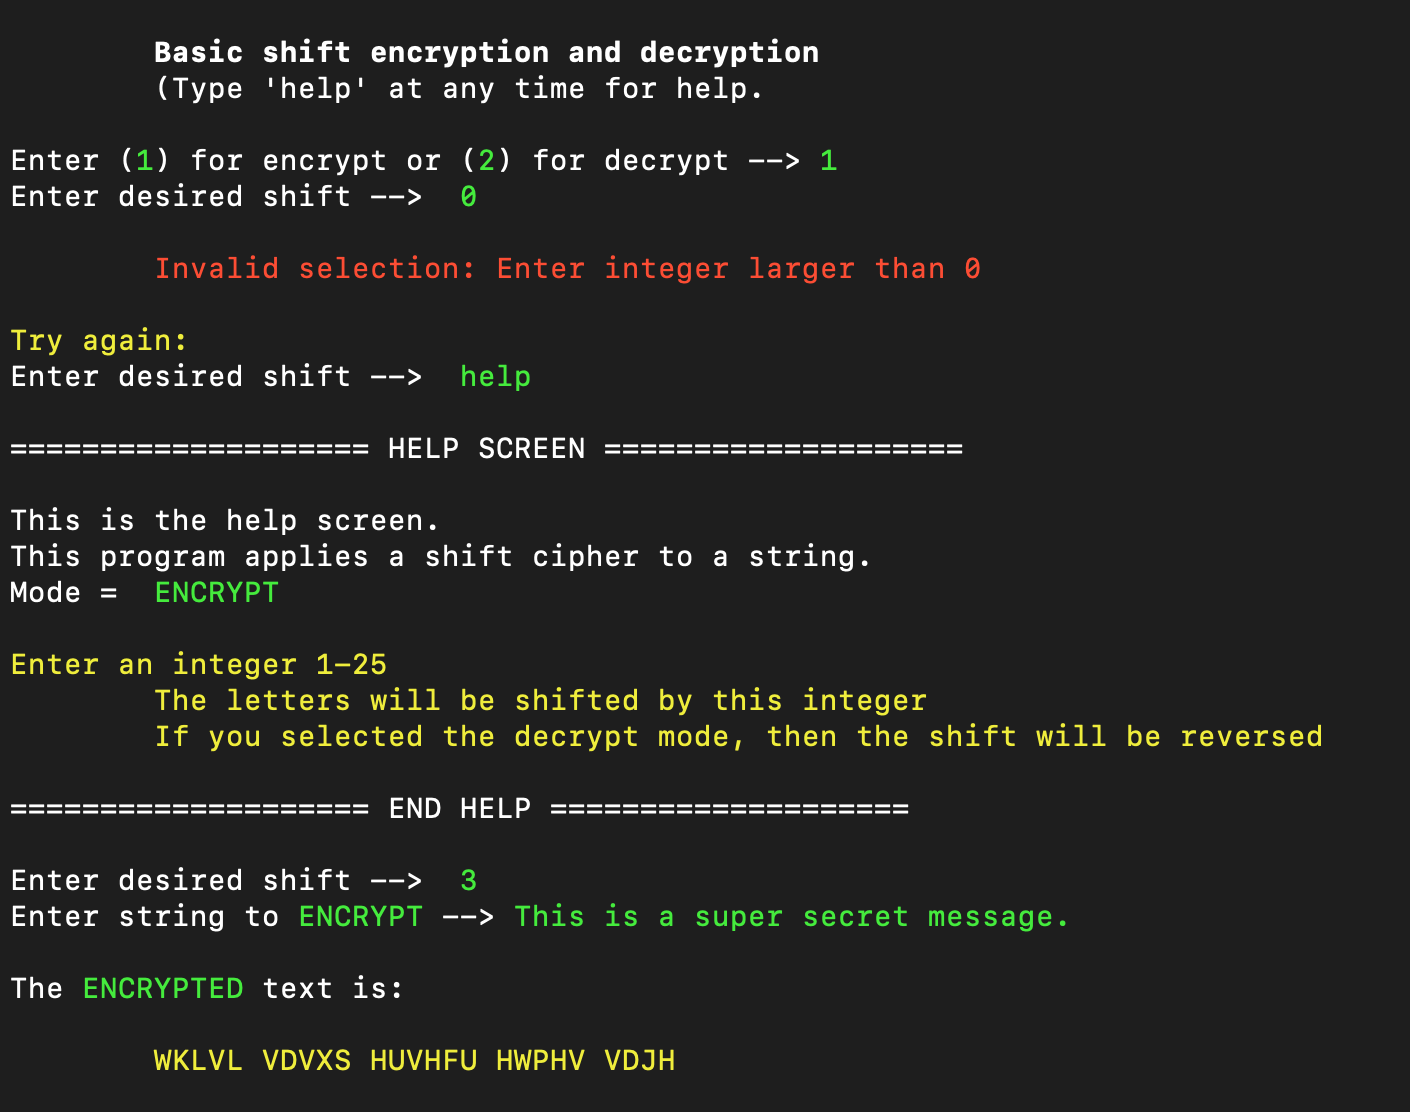 Basic shift encryption and decryption
(Type 'help' at any time for help.
Enter (1) for encrypt or (2) for decrypt --> 1
Enter desired shift -->  0
Invalid selection: Enter integer larger than 0
Try again:
Enter desired shift -->  help
==================== HELP SCREEN ====================
This is the help screen.
This program applies a shift cipher to a string.
Mode =  ENCRYPT
Enter an integer 1-25
The letters will be shifted by this integer
If you selected the decrypt mode, then the shift will be reversed
==================== END HELP ====================
Enter desired shift -->  3
Enter string to ENCRYPT --> This is a super secret message.
The ENCRYPTED text is:
WKLVL VDVXS HUVHFU HWPHV VDJH